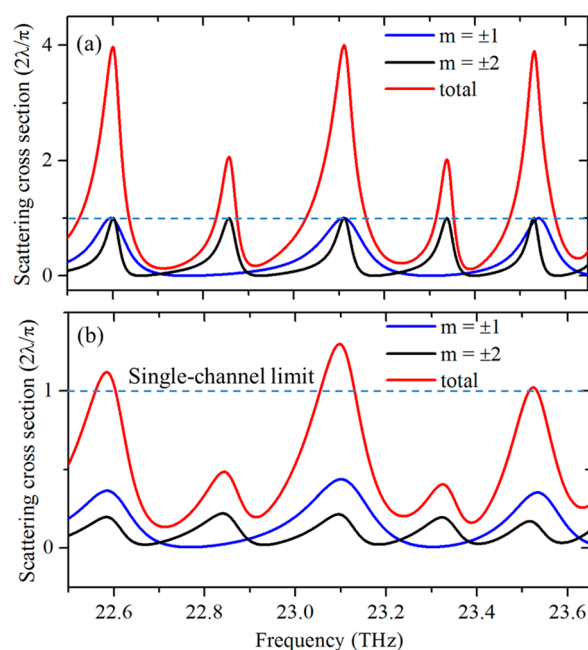 (a)
m = ±1
m = ±2
total
Scattering cross section (2λ/π)
4
2
0
(b)
m = ±1
m = ±2
total
Single-channel limit
Scattering cross section (2λ/π)
1
0
22.6 22.8 23.0 23.2 23.4 23.6
Frequency (THz)